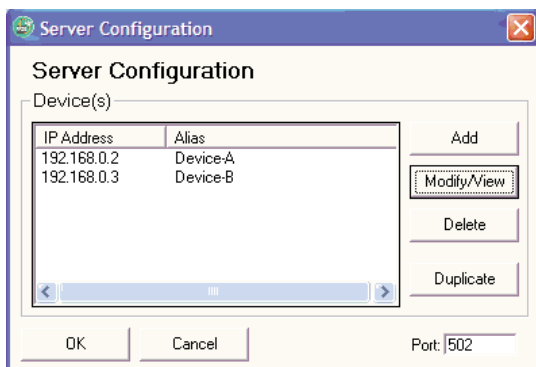 Server Configuration
Server Configuration
Device(s)
IP Address Alias
192.168.0.2 Device-A
192.168.0.3 Device-B
Add
Modify/View
Delete
Duplicate
OK Cancel Port: 502